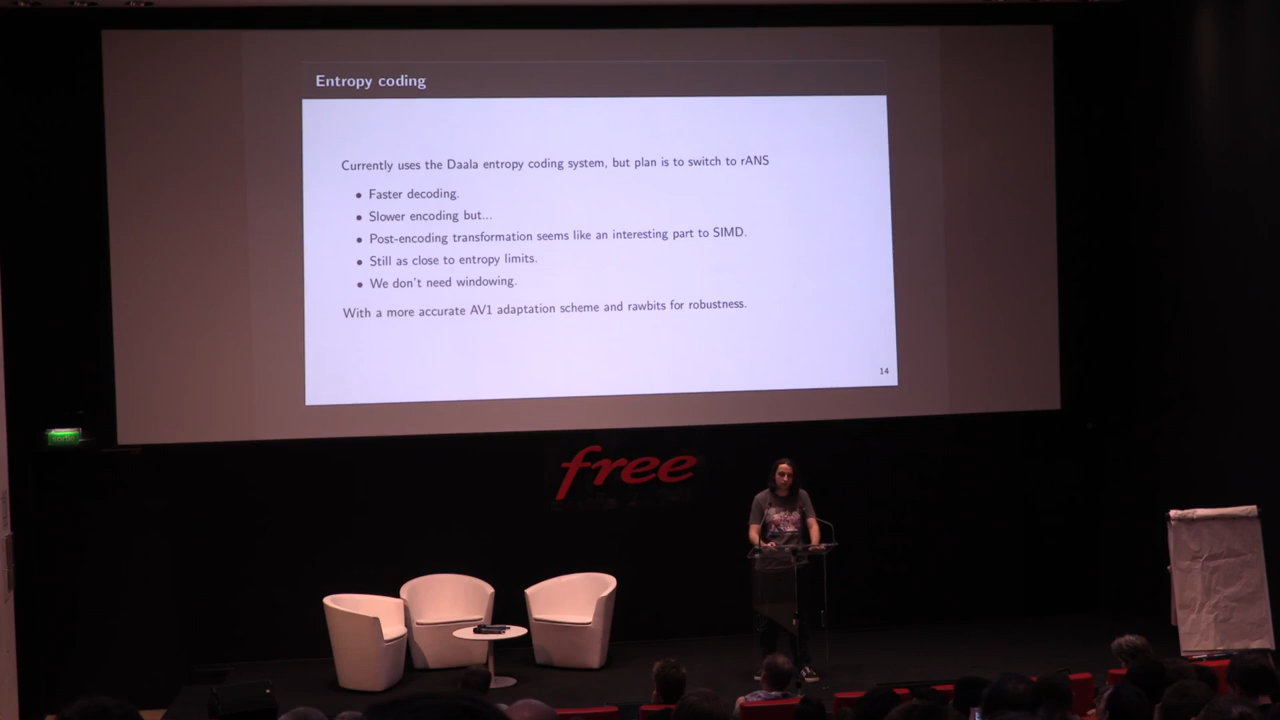 Entropy coding
Currently uses the Daala entropy coding system, but plan is to switch to rANS
• Faster decoding.
• Slower encoding but...
• Post-encoding transformation seems like an interesting part to SIMD.
• Still as close to entropy limits.
• We don't need windowing.
With a more accurate AV1 adaptation scheme and rawbits for robustness.
14
sortie
free